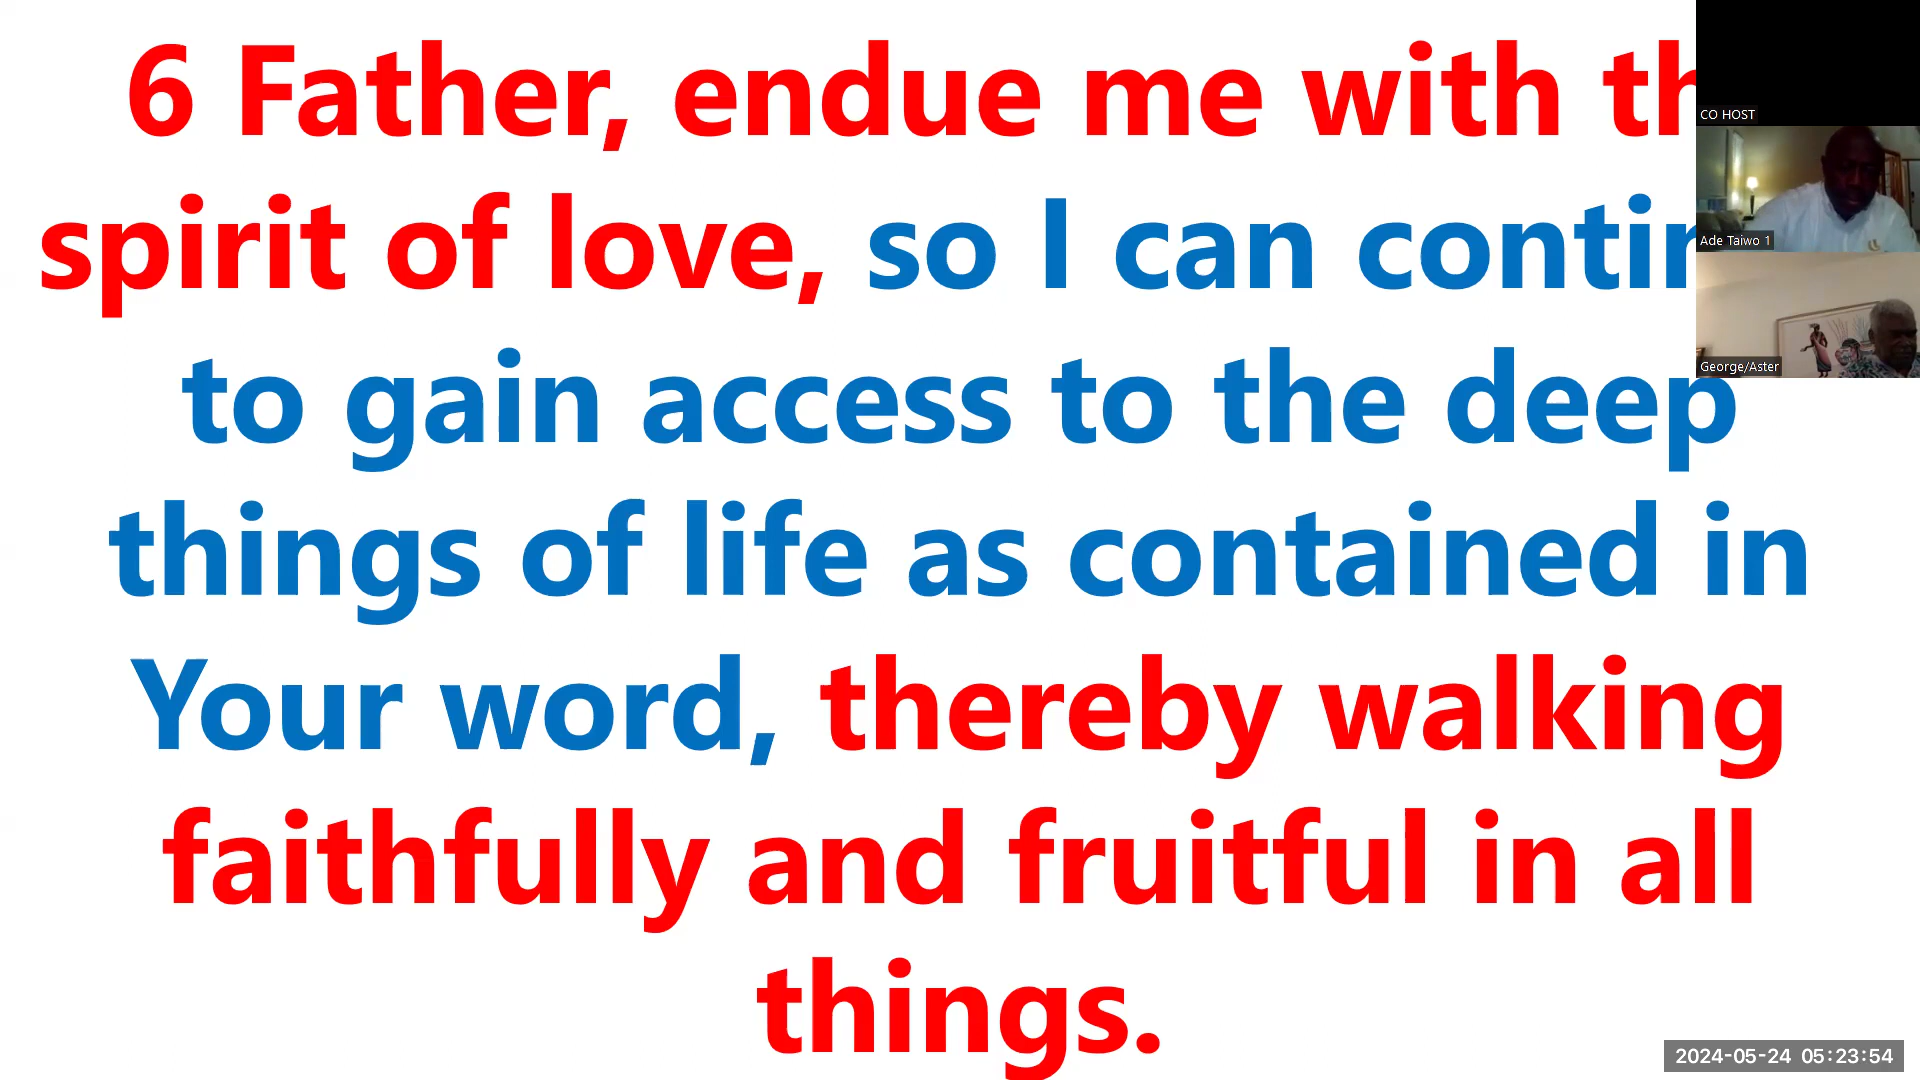 6 Father, endue me with th
spirit of love, so I can contin
to gain access to the deep
things of life as contained in
Your word, thereby walking
faithfully and fruitful in all
things.
CO HOST
Ade Taiwo 1
George/Aster
2024-05-24 05:23:54